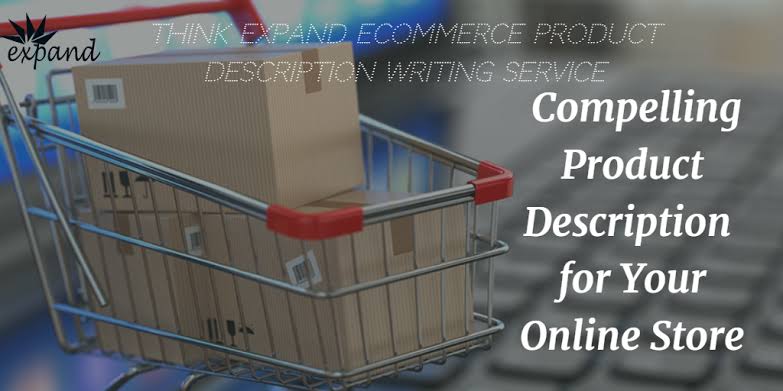 expand
THINK EXPAND ECOMMERCE PRODUCT
DESCRIPTION WRITING SERVICE
Compelling
Product
Description
for Your
Online Store